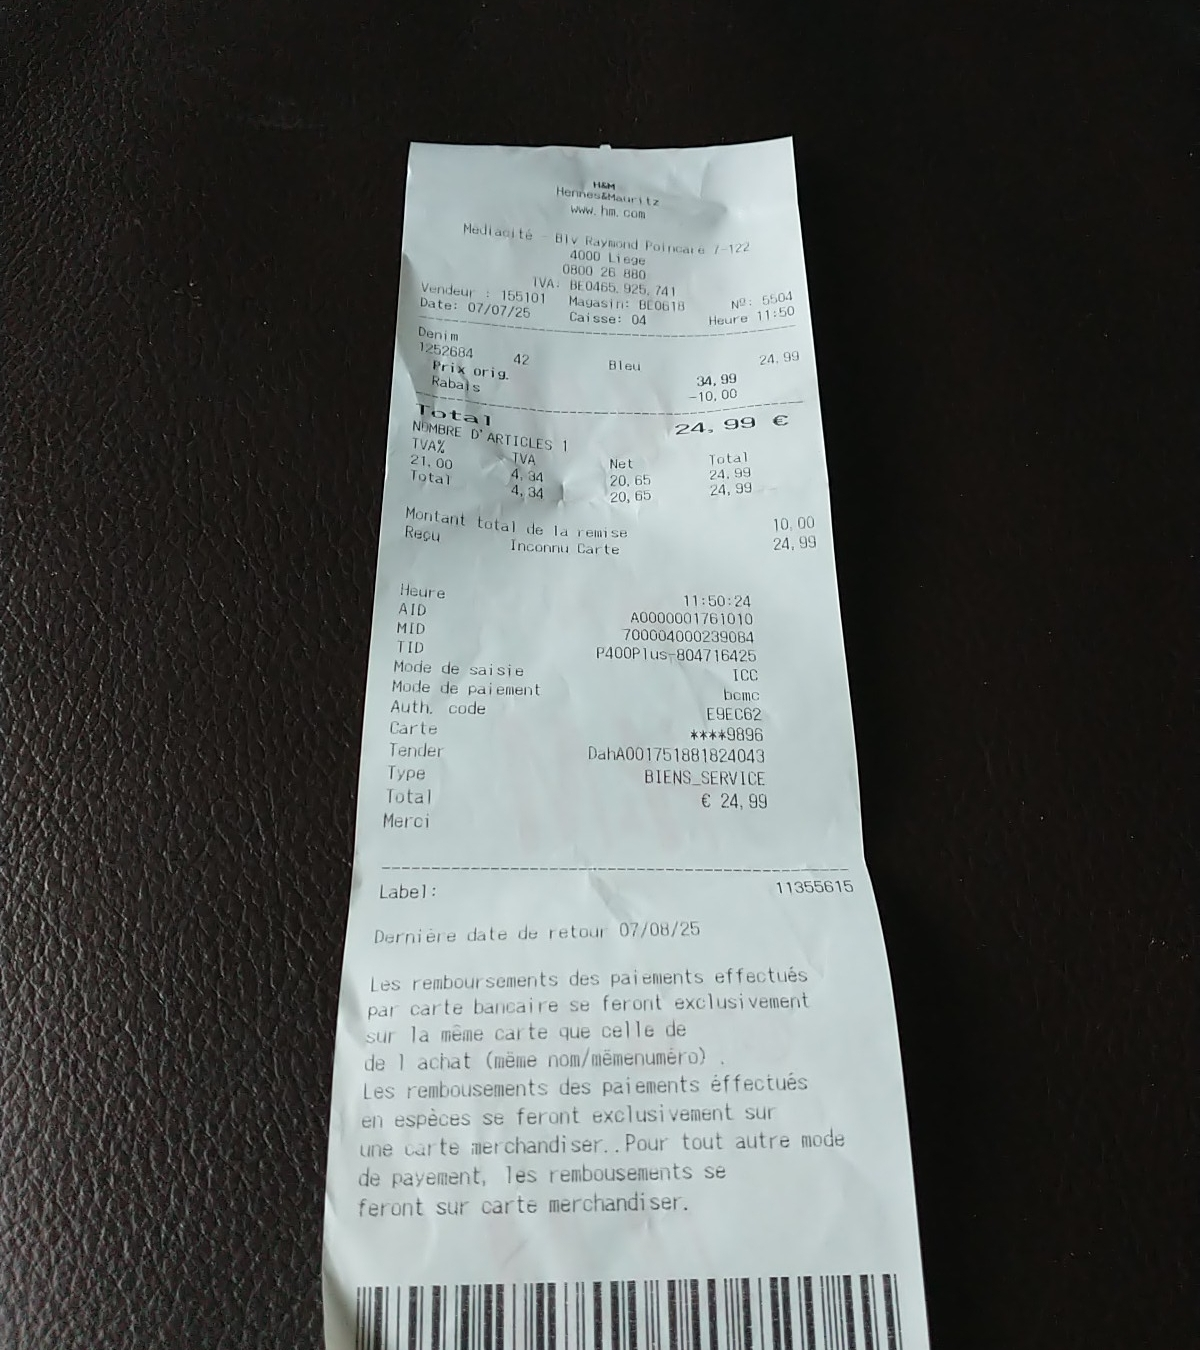 H&M
Hennes&Mauritz
www.hm.com
Mediacité - Blv Raymond Poincaré 7-122
4000 Liege
0800 26 880
TVA: BE0465.925.741
Vendeur : 155101 Magasin: BE0618 Nº: 5504
Date: 07/07/25 Caisse: 04 Heure 11:50
Denim
1252684 42 Bleu 24,99
Prix orig. 34,99
Rabais -10,00
Total 24,99 €
NOMBRE D'ARTICLES 1
TVA% TVA Net Total
21,00 4,34 20,65 24,99
Total 4,34 20,65 24,99
Montant total de la remise 10,00
Reçu Inconnu Carte 24,99
Heure 11:50:24
AID A0000001761010
MID 700004000239084
TID P400Plus-804716425
Mode de saisie ICC
Mode de paiement bcmc
Auth. code E9EC62
Carte ****9896
Tender DahA001751881824043
Type BIENS_SERVICE
Total € 24,99
Merci
Label: 11355615
Dernière date de retour 07/08/25
Les remboursements des paiements effectués
par carte bancaire se feront exclusivement
sur la même carte que celle de
de l achat (même nom/mêmenuméro) .
Les rembousements des paiements éffectués
en espèces se feront exclusivement sur
une carte merchandiser..Pour tout autre mode
de payement, les rembousements se
feront sur carte merchandiser.